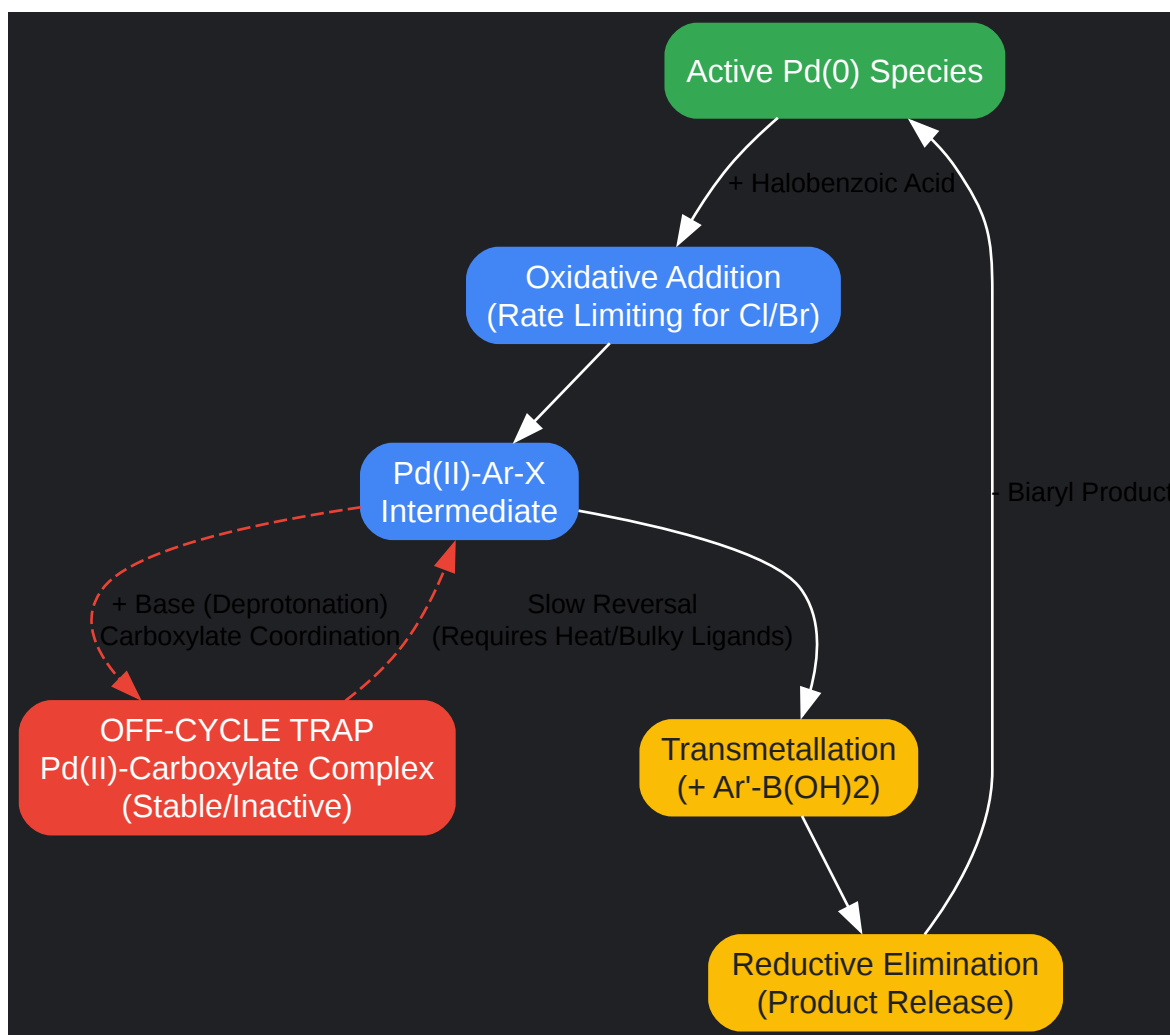 Active Pd(0) Species
+ Halobenzoic Acid
Oxidative Addition
(Rate Limiting for Cl/Br)
Pd(II)-Ar-X
Intermediate
- Biaryl Product
+ Base (Deprotonation)
Carboxylate Coordination
Slow Reversal
(Requires Heat/Bulky Ligands)
OFF-CYCLE TRAP
Pd(II)-Carboxylate Complex
(Stable/Inactive)
Transmetallation
(+ Ar'-B(OH)2)
Reductive Elimination
(Product Release)